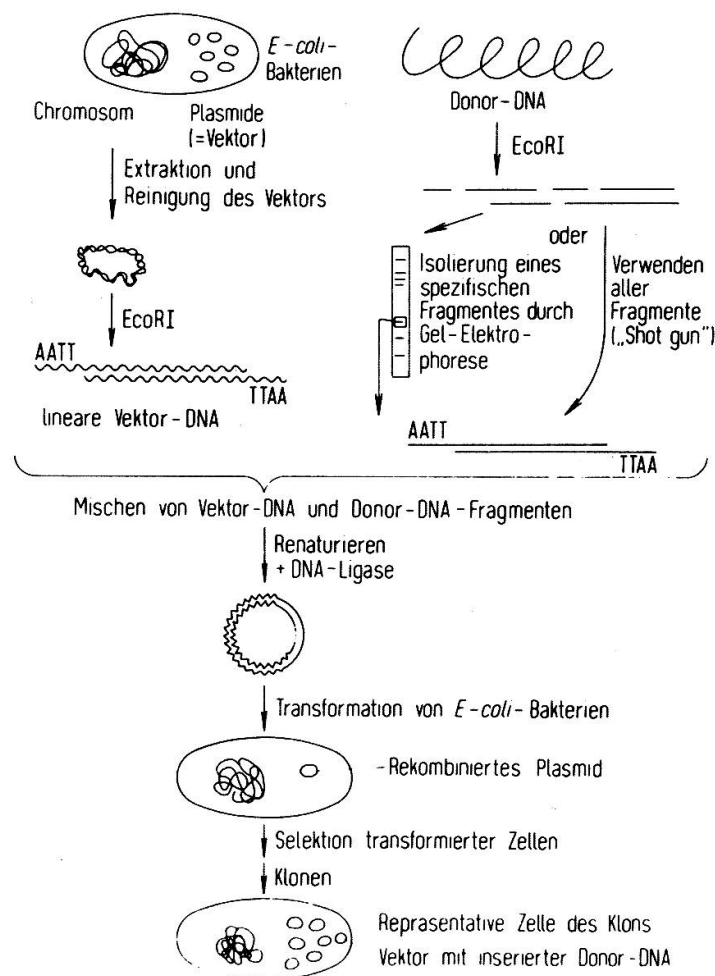 E-coli-
Bakterien
Chromosom
Plasmide
(=Vektor)
Extraktion und
Reinigung des Vektors
EcoRI
AATT
TTAA
lineare Vektor-DNA
Donor-DNA
EcoRI
oder
Isolierung eines
spezifischen
Fragmentes durch
Gel-Elektro-
phorese
Verwenden
aller
Fragmente
(„Shot gun")
AATT
TTAA
Mischen von Vektor-DNA und Donor-DNA-Fragmenten
Renaturieren
+ DNA-Ligase
Transformation von E-coli-Bakterien
-Rekombiniertes Plasmid
Selektion transformierter Zellen
Klonen
Reprasentative Zelle des Klons
Vektor mit inserierter Donor-DNA